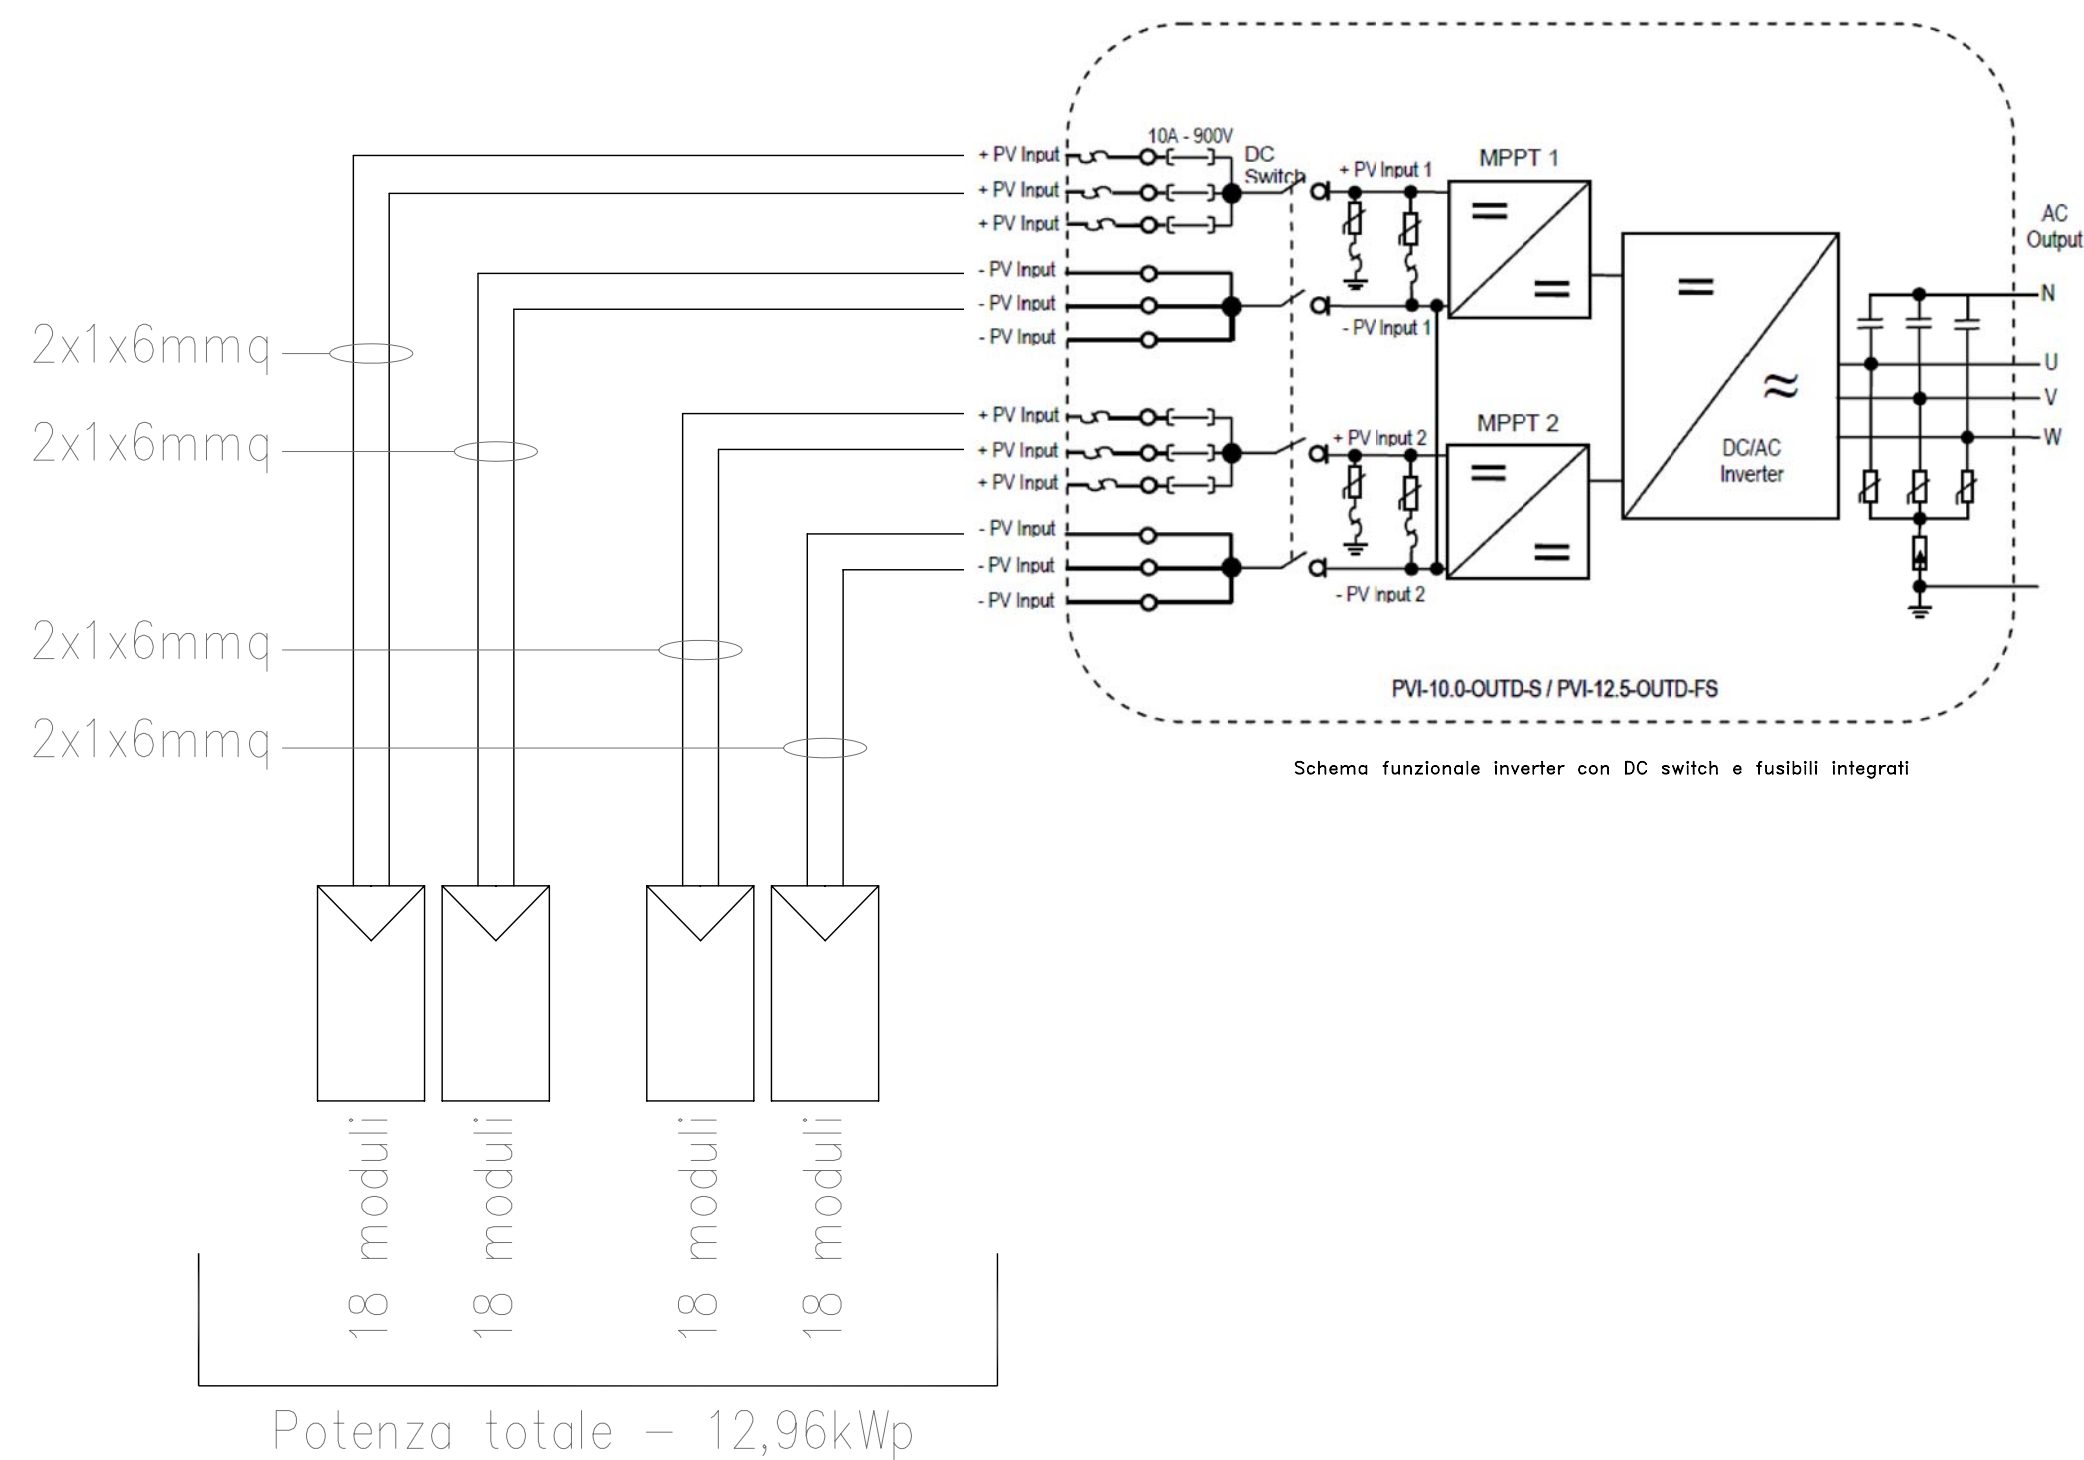 10A - 900V
DC
Switch
+ PV Input
+ PV Input
+ PV Input
- PV Input
- PV Input
- PV Input
+ PV Input 1
- PV Input 1
MPPT 1
AC
Output
N
U
V
W
+ PV Input
+ PV Input
+ PV Input
- PV Input
- PV Input
- PV Input
+ PV Input 2
- PV Input 2
MPPT 2
DC/AC
Inverter
PVI-10.0-OUTD-S / PVI-12.5-OUTD-FS
Schema funzionale inverter con DC switch e fusibili integrati
2x1x6mmq
2x1x6mmq
2x1x6mmq
2x1x6mmq
18 moduli
18 moduli
18 moduli
18 moduli
Potenza totale - 12,96kWp